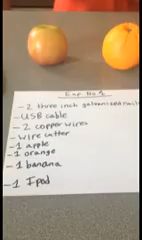 Exp No 1
- 2 three inch galvanized nails
- USB cable
- 2 copper wires
- wire cutter
- 1 apple
- 1 orange
- 1 banana
- 1 Ipod